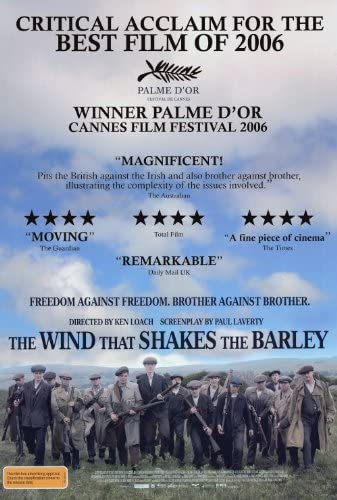 CRITICAL ACCLAIM FOR THE
BEST FILM OF 2006
PALME D'OR
FESTIVAL DE CANNES
WINNER PALME D'OR
CANNES FILM FESTIVAL 2006
"MAGNIFICENT!
Pits the British against the Irish and also brother against brother,
illustrating the complexity of the issues involved."
The Australian
"MOVING"
The Guardian
Total Film
"A fine piece of cinema"
The Times
"REMARKABLE"
Daily Mail UK
FREEDOM AGAINST FREEDOM. BROTHER AGAINST BROTHER.
DIRECTED BY KEN LOACH SCREENPLAY BY PAUL LAVERTY
THE WIND THAT SHAKES THE BARLEY